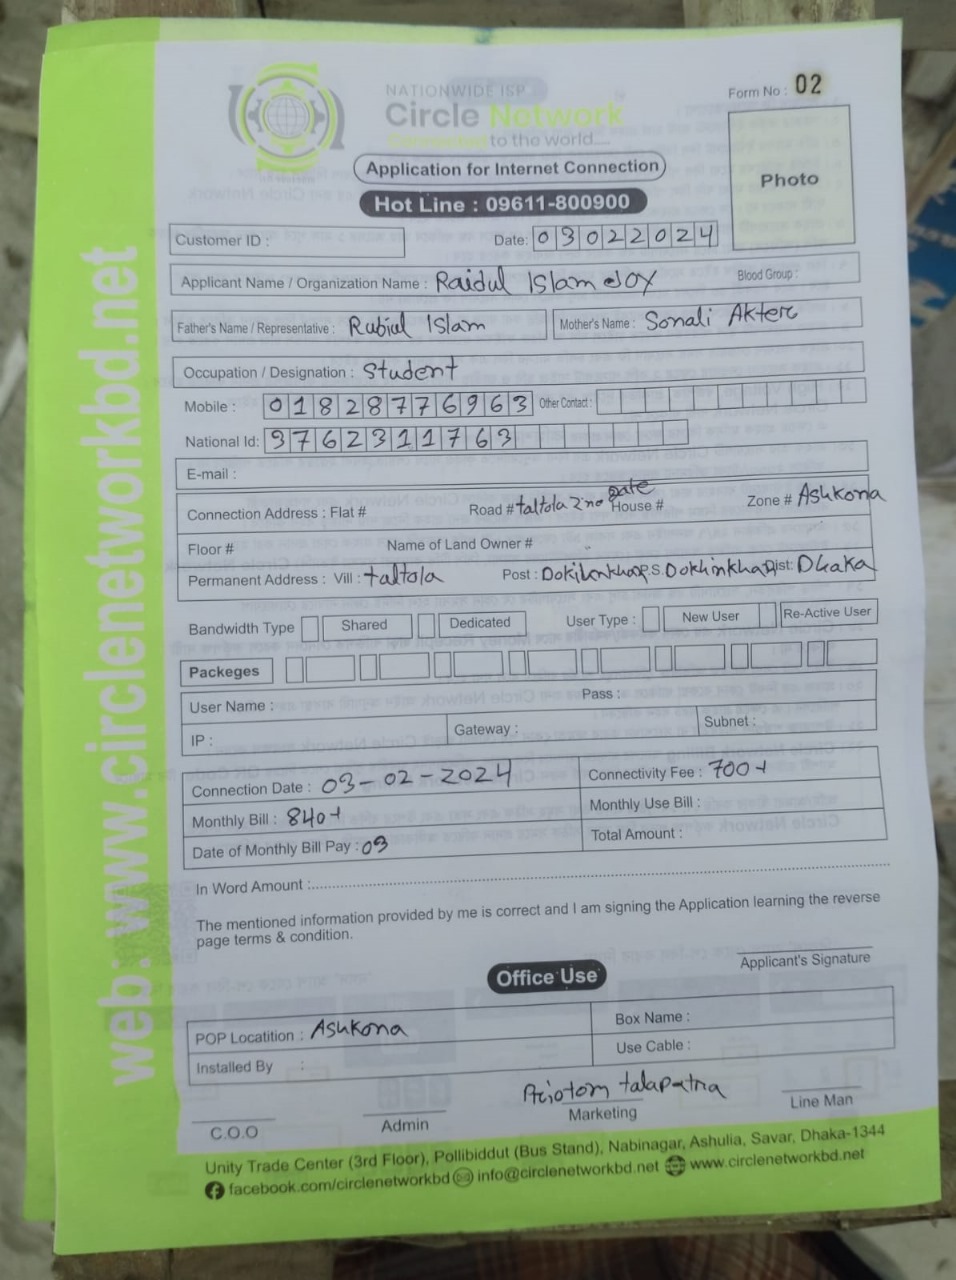 NATIONWIDE ISP
Circle Network
Connected to the world....
Form No : 02
Application for Internet Connection
Photo
Hot Line : 09611-800900
Customer ID :
Date: 03022024
Applicant Name / Organization Name : Raidul Islam Joy Blood Group :
Father's Name / Representative : Rubiul Islam Mother's Name : Sonali Akter
Occupation / Designation : Student
Mobile : 01828776963 Other Contact :
National Id: 3762311763
E-mail :
Connection Address : Flat # Road # taltola 2 no gate House # Zone # Ashkona
Floor # Name of Land Owner #
Permanent Address : Vill : taltola Post : Dokhinkhan P.S. Dokhinkhan Dist: Dhaka
Bandwidth Type Shared Dedicated User Type : New User Re-Active User
Packeges
User Name : Pass :
IP : Gateway : Subnet :
Connection Date : 03-02-2024 Connectivity Fee : 700+
Monthly Bill : 840+ Monthly Use Bill :
Date of Monthly Bill Pay : 03 Total Amount :
In Word Amount :
The mentioned information provided by me is correct and I am signing the Application learning the reverse
page terms & condition.
Applicant's Signature
Office Use
POP Locatition : Ashkona Box Name :
Installed By : Use Cable :
talapatra
C.O.O Admin Marketing Line Man
Unity Trade Center (3rd Floor), Pollibiddut (Bus Stand), Nabinagar, Ashulia, Savar, Dhaka-1344
facebook.com/circlenetworkbd info@circlenetworkbd.net www.circlenetworkbd.net
web: www.circlenetworkbd.net